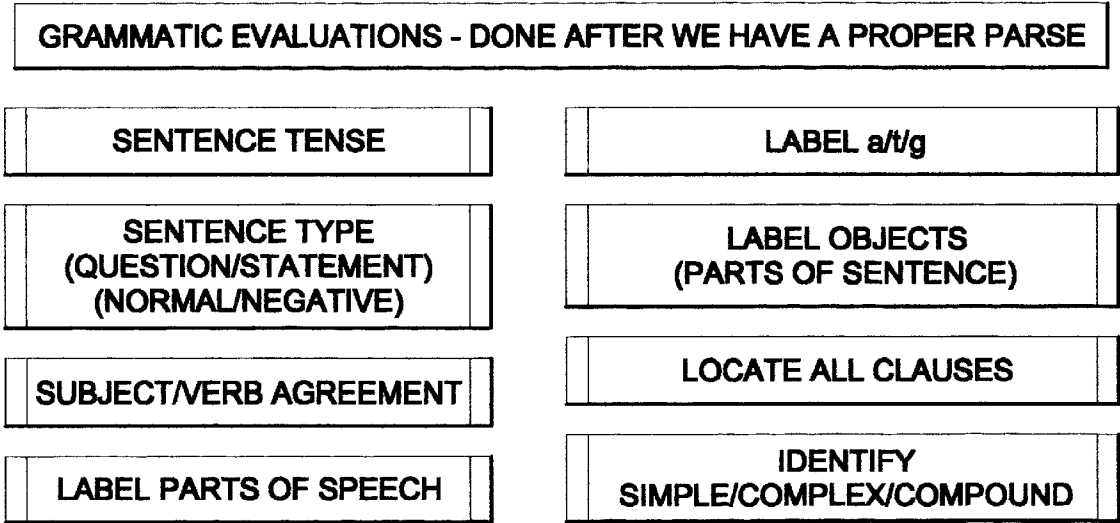 GRAMMATIC EVALUATIONS - DONE AFTER WE HAVE A PROPER PARSE
SENTENCE TENSE
SENTENCE TYPE
(QUESTION/STATEMENT)
(NORMAL/NEGATIVE)
SUBJECT/VERB AGREEMENT
LABEL PARTS OF SPEECH
LABEL a/t/g
LABEL OBJECTS
(PARTS OF SENTENCE)
LOCATE ALL CLAUSES
IDENTIFY
SIMPLE/COMPLEX/COMPOUND